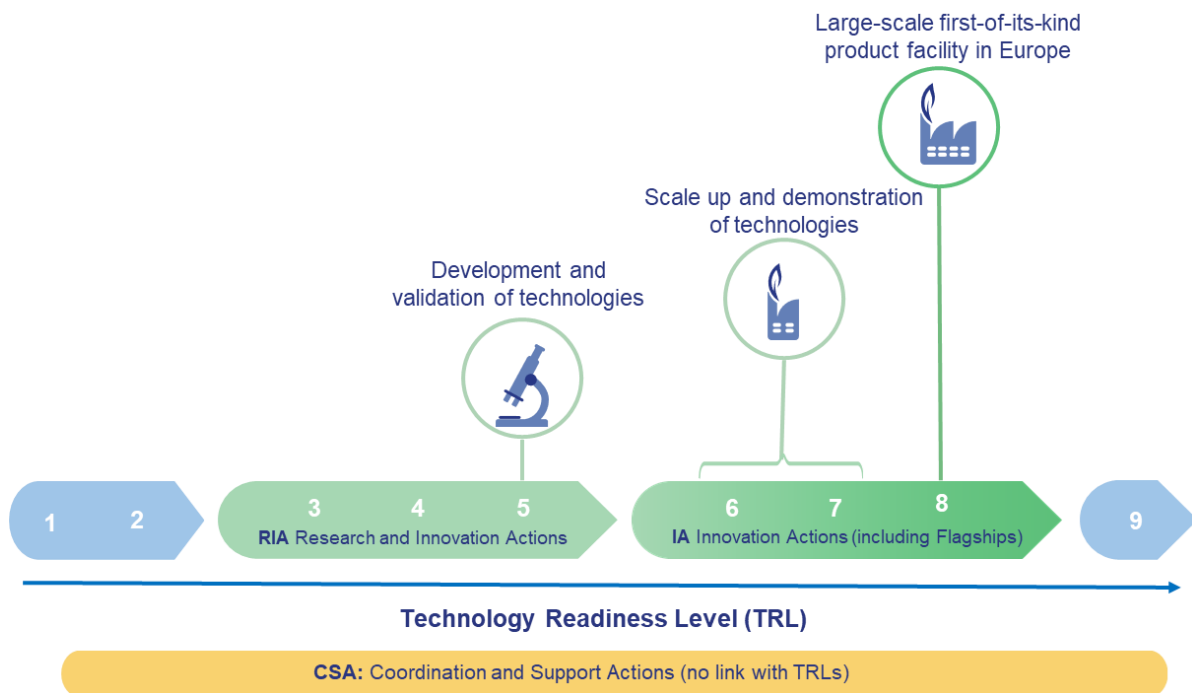 Large-scale first-of-its-kind
product facility in Europe
Scale up and demonstration
of technologies
Development and
validation of technologies
1
2
3
4
5
6
7
8
9
RIA Research and Innovation Actions
IA Innovation Actions (including Flagships)
Technology Readiness Level (TRL)
CSA: Coordination and Support Actions (no link with TRLs)